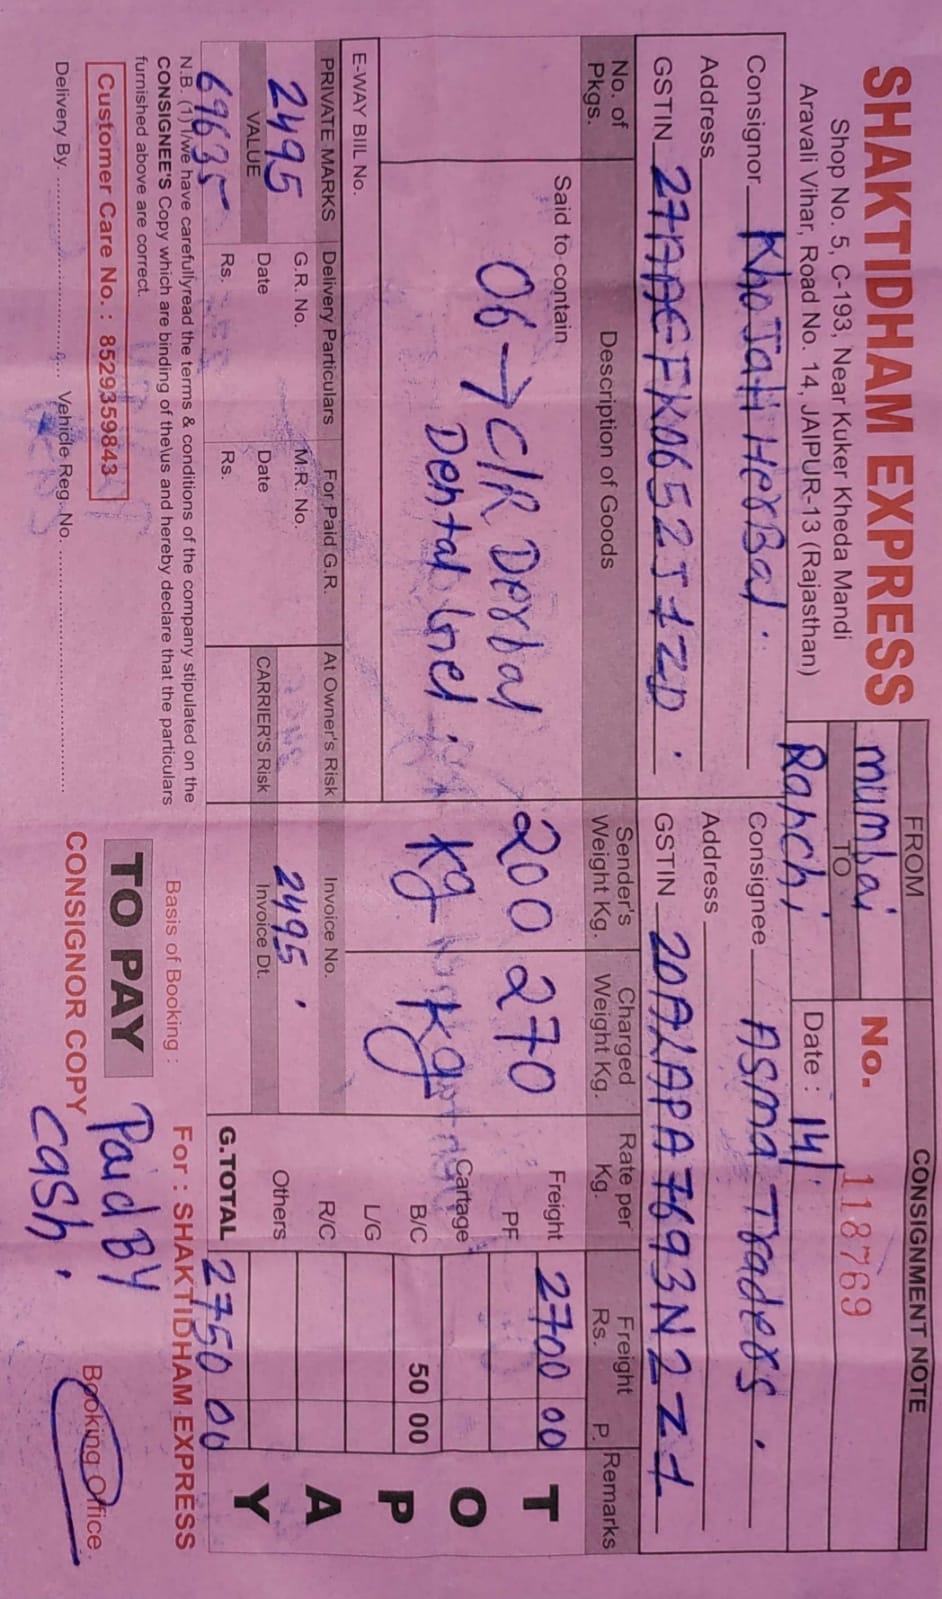 SHAKTIDHAM EXPRESS
Shop No. 5, C-193, Near Kuker Kheda Mandi
Aravali Vihar, Road No. 14, JAIPUR-13 (Rajasthan)
CONSIGNMENT NOTE
FROM
mumbai
TO
Ranchi
No. 118769
Date : 14/
Consignor KhoJati HerBal.
Address
GSTIN 27AAEFK0652J1ZD.
Consignee Asma Traders.
Address
GSTIN 20ALAPA7693N2Z1
No. of Pkgs.
Description of Goods
Sender's Weight Kg.
Charged Weight Kg.
Rate per Kg.
Freight Rs. P.
Remarks
Said to contain
06 → C/R Derbal
Dental Gel.
200 Kg
270 Kg
Freight 2700 00
PF
Cartage
B/C 50 00
L/G
R/C
Others
G.TOTAL 2750 00
TO PAY
E-WAY BIIL No.
PRIVATE MARKS
2495
VALUE
69635
Delivery Particulars
G.R. No.
Date
Rs.
For Paid G.R.
M.R. No.
Date
Rs.
At Owner's Risk
CARRIER'S Risk
Invoice No.
2495
Invoice Dt.
N.B. (1) I/we have carefullyread the terms & conditions of the company stipulated on the
CONSIGNEE'S Copy which are binding of the\us and hereby declare that the particulars
furnished above are correct.
Customer Care No. : 8529359843
Delivery By. Vehicle Reg. No.
Basis of Booking :
TO PAY
CONSIGNOR COPY
For : SHAKTIDHAM EXPRESS
Paid BY
Cash.
Booking Office.